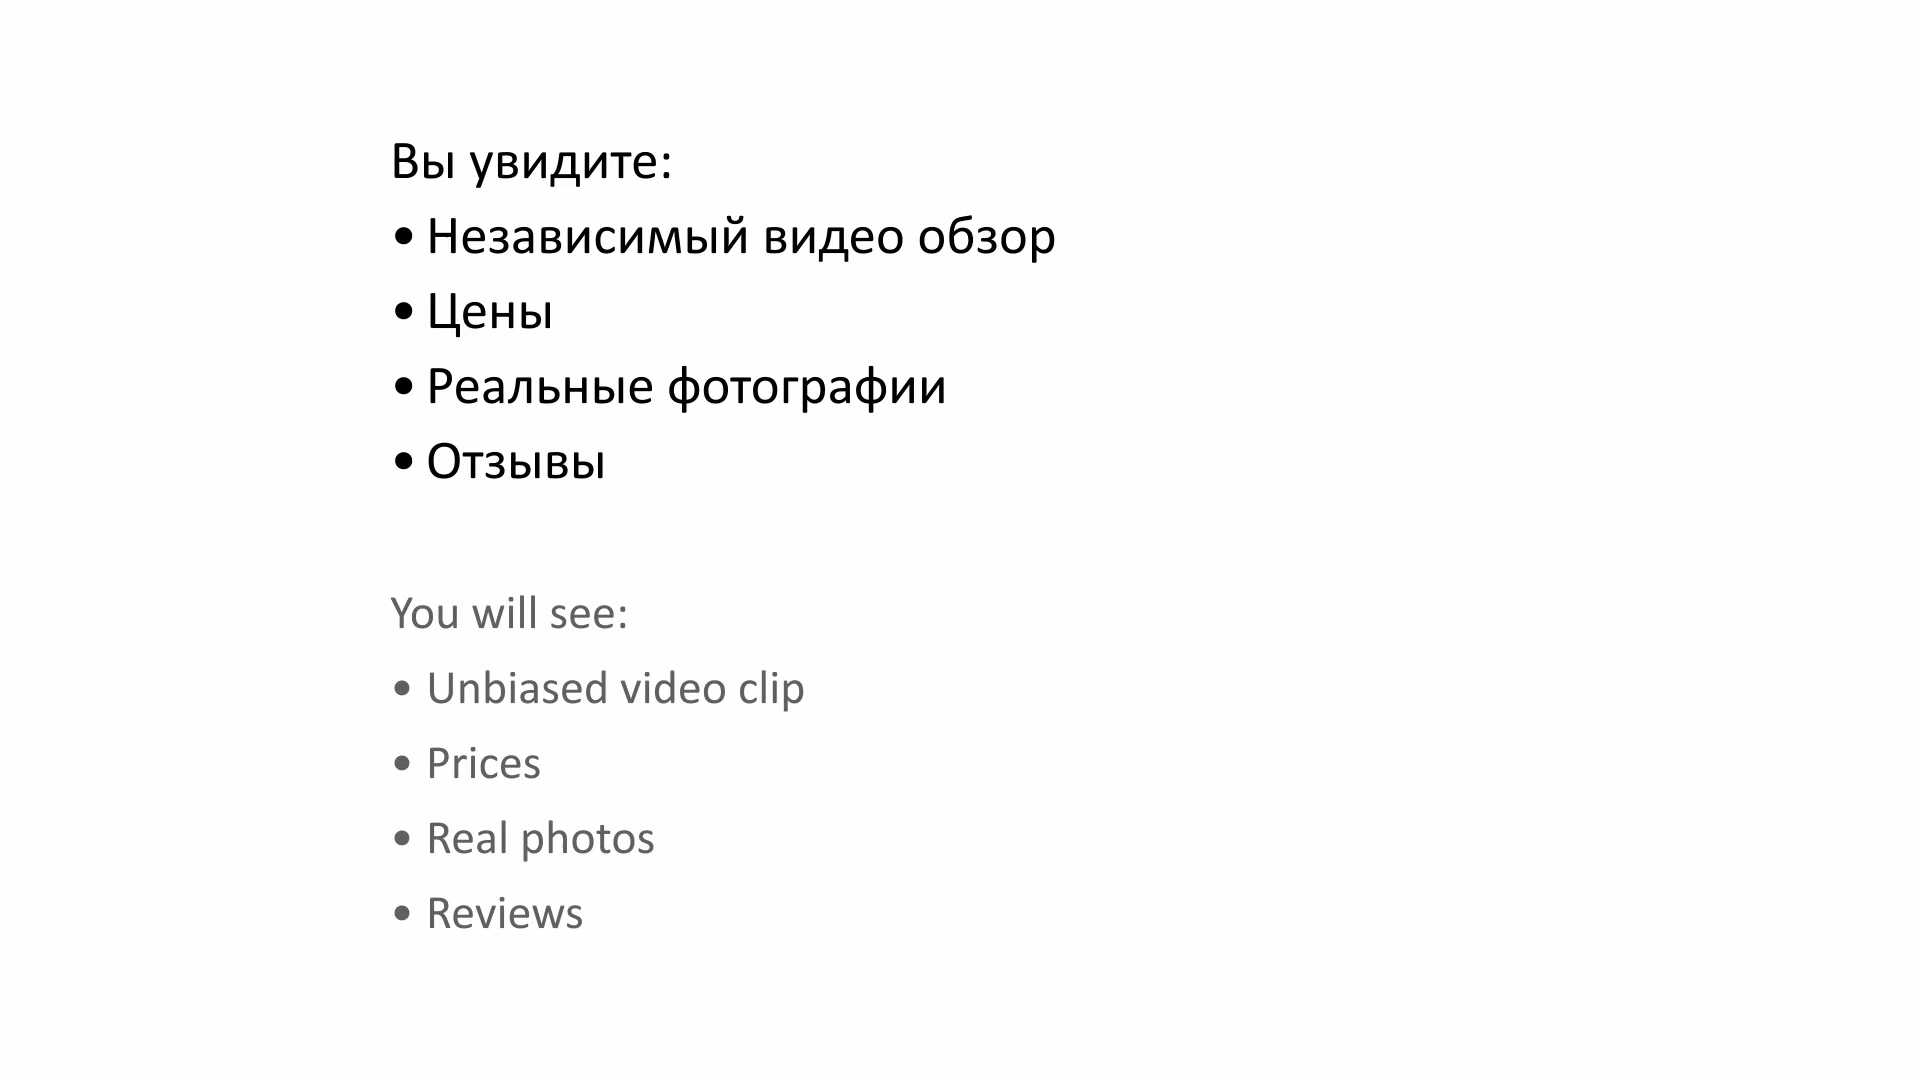 Вы увидите:
• Независимый видео обзор
• Цены
• Реальные фотографии
• Отзывы
You will see:
• Unbiased video clip
• Prices
• Real photos
• Reviews